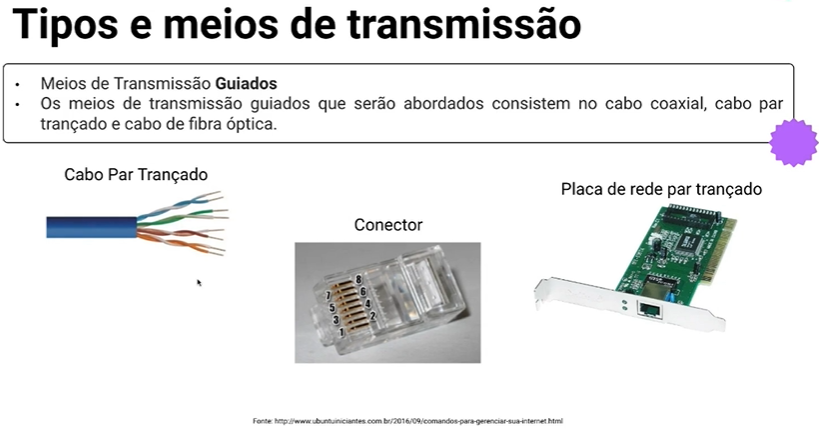 Tipos e meios de transmissão
• Meios de Transmissão Guiados
• Os meios de transmissão guiados que serão abordados consistem no cabo coaxial, cabo par
trançado e cabo de fibra óptica.
Cabo Par Trançado
Placa de rede par trançado
Conector
8
7
6
5
4
3
2
1
Fonte: http://www.ubuntuiniciantes.com.br/2016/09/comandos-para-gerenciar-sua-internet.html